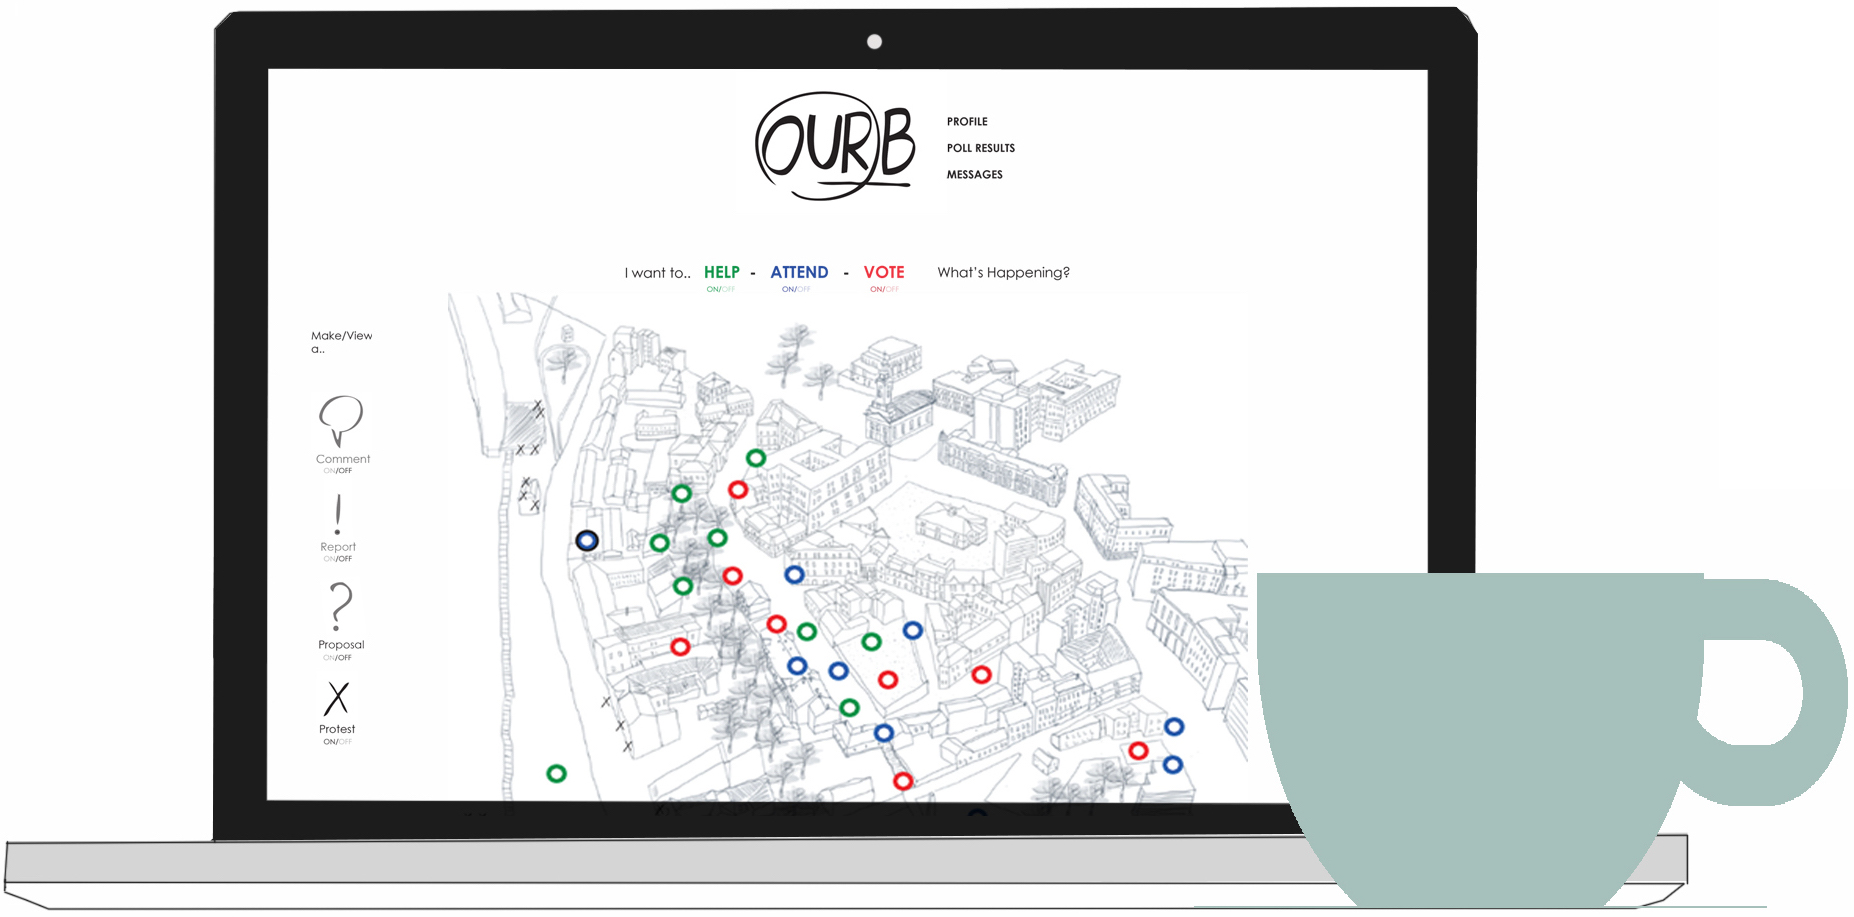 OURB
PROFILE
POLL RESULTS
MESSAGES
I want to.. HELP - ATTEND - VOTE What's Happening?
ON/OFF ON/OFF ON/OFF
Make/View
a..
Comment
ON/OFF
Report
ON/OFF
Proposal
ON/OFF
Protest
ON/OFF